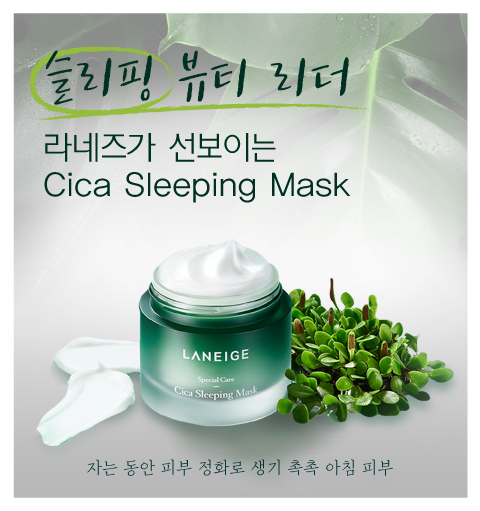 슬리핑 뷰티 리더
라네즈가 선보이는
Cica Sleeping Mask
LANEIGE
Special Care
Cica Sleeping Mask
자는 동안 피부 정화로 생기 촉촉 아침 피부